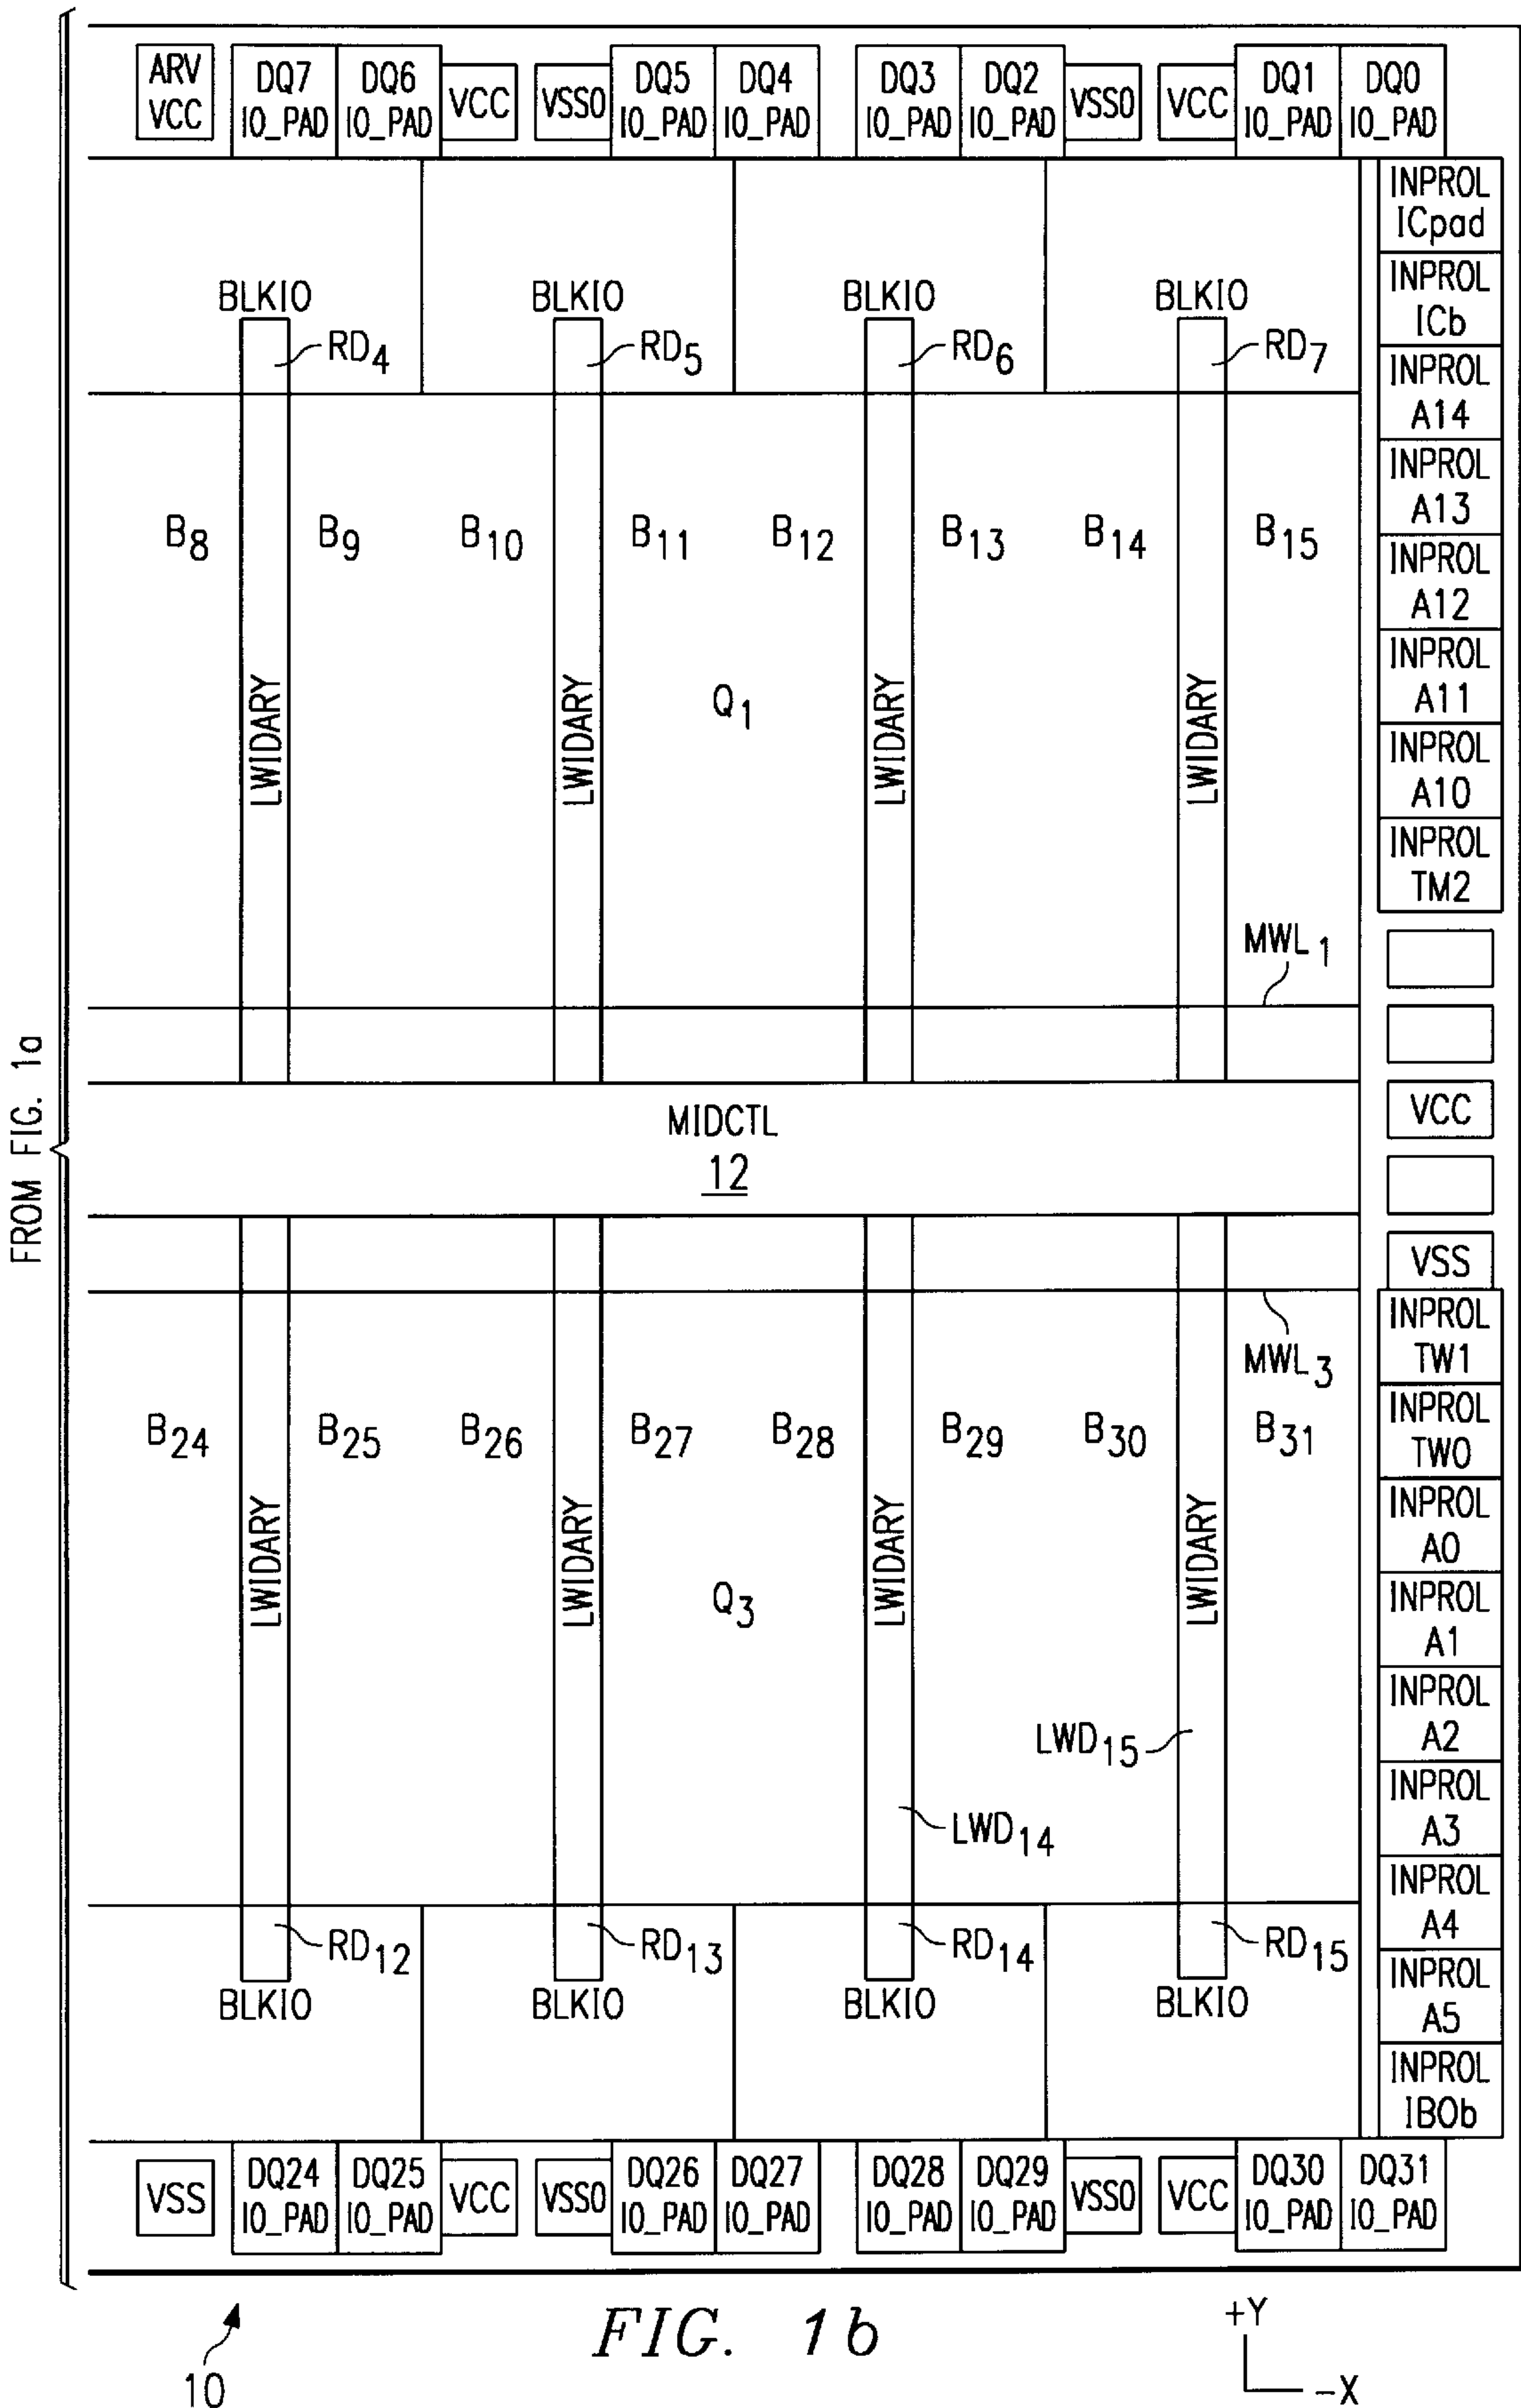 ARV VCC
DQ7 IO_PAD
DQ6 IO_PAD
VCC
VSSO
DQ5 IO_PAD
DQ4 IO_PAD
DQ3 IO_PAD
DQ2 IO_PAD
VSSO
VCC
DQ1 IO_PAD
DQ0 IO_PAD
INPROL ICpad
INPROL ICb
INPROL A14
INPROL A13
INPROL A12
INPROL A11
INPROL A10
INPROL TM2
VCC
VSS
INPROL TW1
INPROL TW0
INPROL A0
INPROL A1
INPROL A2
INPROL A3
INPROL A4
INPROL A5
INPROL IBOb
BLKIO BLKIO BLKIO BLKIO
RD4 RD5 RD6 RD7
B8 B9 B10 B11 B12 B13 B14 B15
LWIDARY LWIDARY LWIDARY LWIDARY
Q1
MWL1
FROM FIG. 1a
MIDCTL
12
MWL3
B24 B25 B26 B27 B28 B29 B30 B31
LWIDARY LWIDARY LWIDARY LWIDARY
Q3
LWD15
LWD14
RD12 RD13 RD14 RD15
BLKIO BLKIO BLKIO BLKIO
VSS
DQ24 IO_PAD
DQ25 IO_PAD
VCC
VSSO
DQ26 IO_PAD
DQ27 IO_PAD
DQ28 IO_PAD
DQ29 IO_PAD
VSSO
VCC
DQ30 IO_PAD
DQ31 IO_PAD
10
FIG. 1b
+Y
-X